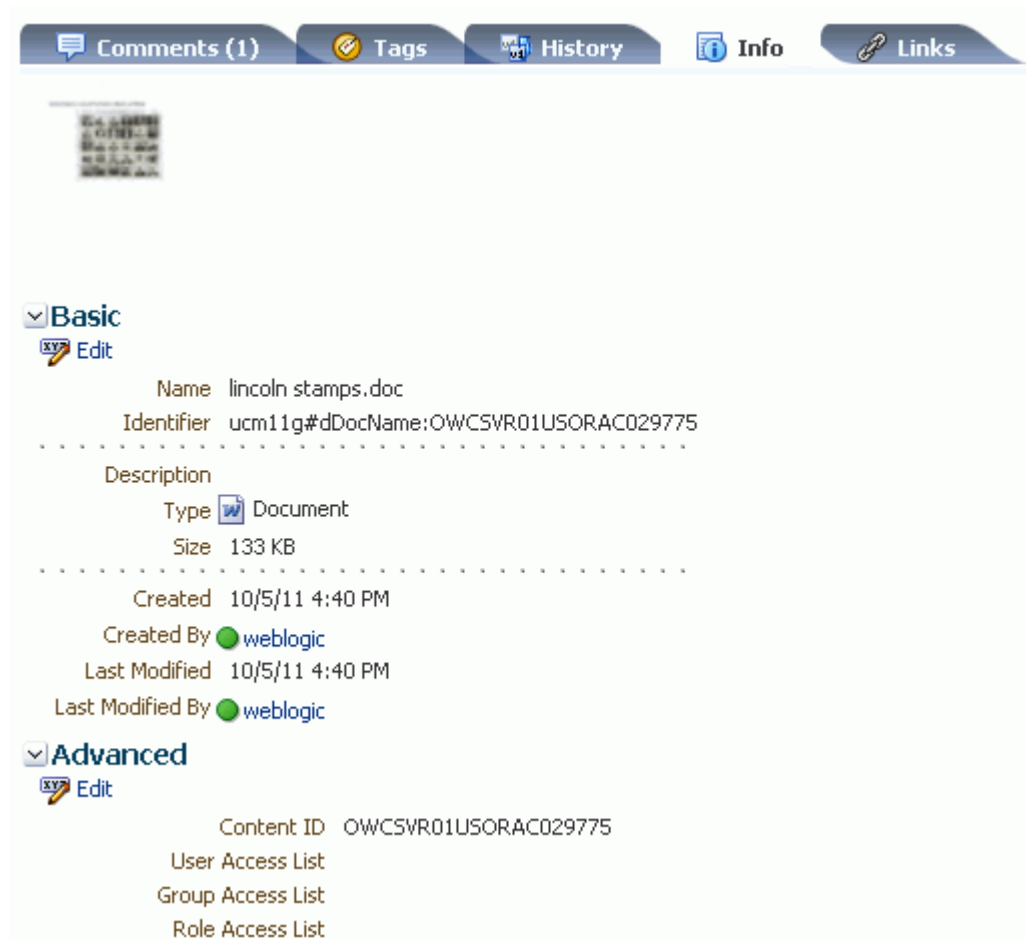 Comments (1) Tags History Info Links
Basic
Edit
Name lincoln stamps.doc
Identifier ucm11g#dDocName:OWCSVR01USORAC029775
Description
Type Document
Size 133 KB
Created 10/5/11 4:40 PM
Created By weblogic
Last Modified 10/5/11 4:40 PM
Last Modified By weblogic
Advanced
Edit
Content ID OWCSVR01USORAC029775
User Access List
Group Access List
Role Access List